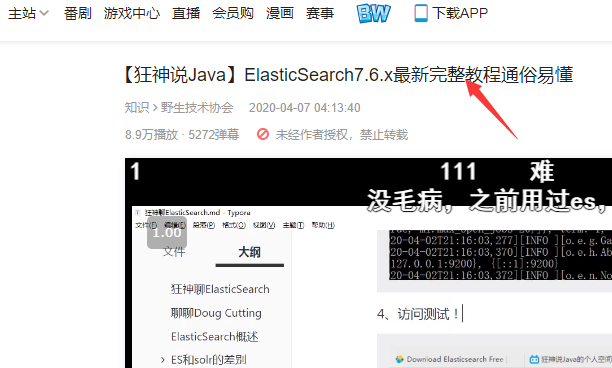 主站 番剧 游戏中心 直播 会员购 漫画 赛事 BW 下载APP
【狂神说Java】ElasticSearch7.6.x最新完整教程通俗易懂
知识 > 野生技术协会 2020-04-07 04:13:40
8.9万播放 · 5272弹幕 未经作者授权，禁止转载
1 111 难
没毛病，之前用过es，
狂神聊ElasticSearch.md - Typora
文件(F) 编辑(E) 段落(P) 格式(O) 视图(V) 主题(T) 帮助(H)
1.00
文件 大纲
狂神聊ElasticSearch
聊聊Doug Cutting
ElasticSearch概述
> ES和solr的差别
20-04-02T21:16:03,277][INFO ][o.e.g.Ga
20-04-02T21:16:03,369][INFO ][o.e.h.Ab
127.0.0.1:9200}, {[::1]:9200}
20-04-02T21:16:03,372][INFO ][o.e.n.No
4、访问测试！
Download Elasticsearch Free 狂神说Java的个人空间